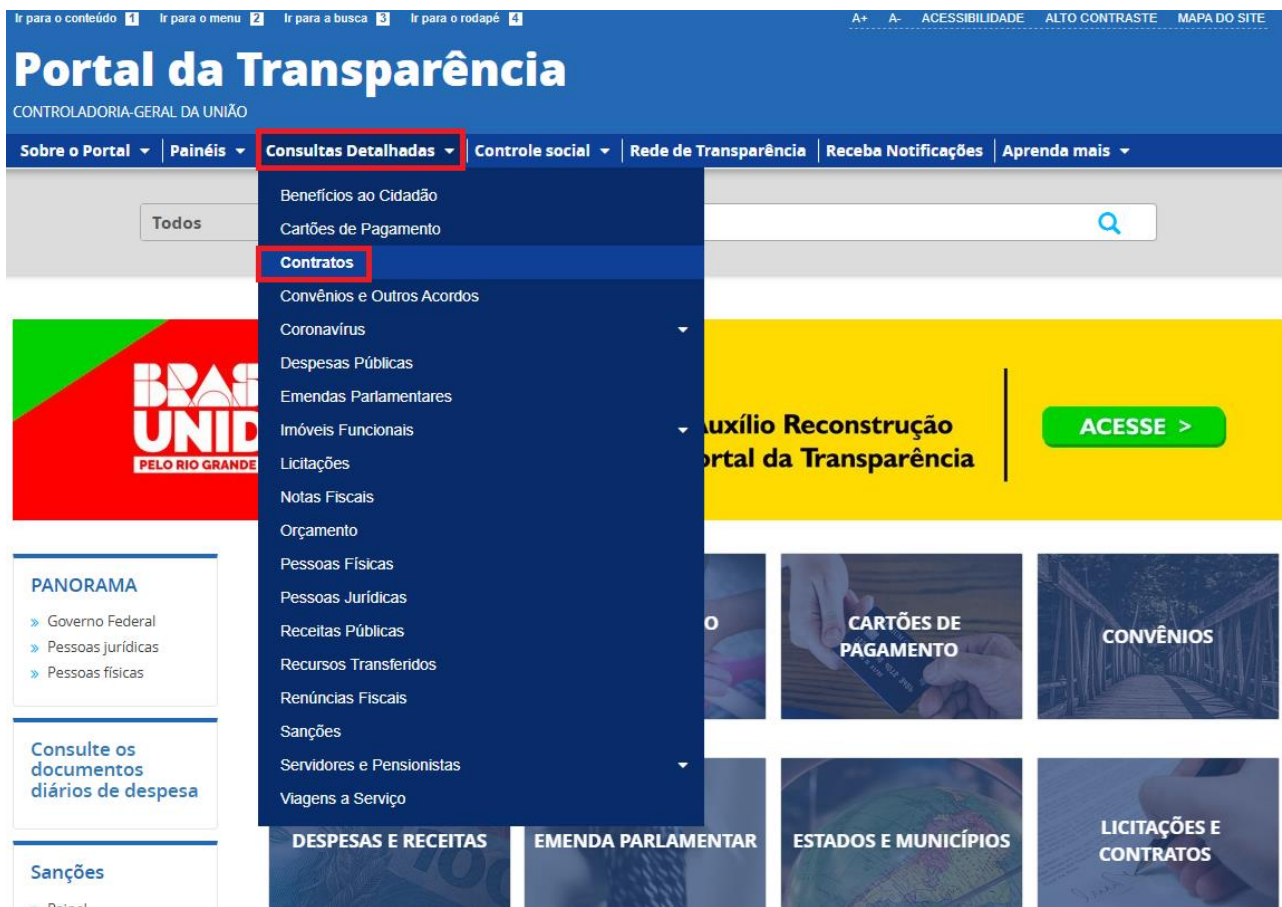 Ir para o conteúdo 1 Ir para o menu 2 Ir para a busca 3 Ir para o rodapé 4 A+ A- ACESSIBILIDADE ALTO CONTRASTE MAPA DO SITE
Portal da Transparência
CONTROLADORIA-GERAL DA UNIÃO
Sobre o Portal Painéis Consultas Detalhadas Controle social Rede de Transparência Receba Notificações Aprenda mais
Todos
Benefícios ao Cidadão
Cartões de Pagamento
Contratos
Convênios e Outros Acordos
Coronavírus
Despesas Públicas
Emendas Parlamentares
Imóveis Funcionais
Licitações
Notas Fiscais
Orçamento
Pessoas Físicas
Pessoas Jurídicas
Receitas Públicas
Recursos Transferidos
Renúncias Fiscais
Sanções
Servidores e Pensionistas
Viagens a Serviço
PELO RIO GRANDE
Reconstrução
da Transparência
ACESSE >
PANORAMA
» Governo Federal
» Pessoas jurídicas
» Pessoas físicas
Consulte os
documentos
diários de despesa
Sanções
CARTÕES DE
PAGAMENTO
CONVÊNIOS
DESPESAS E RECEITAS
EMENDA PARLAMENTAR
ESTADOS E MUNICÍPIOS
LICITAÇÕES E
CONTRATOS